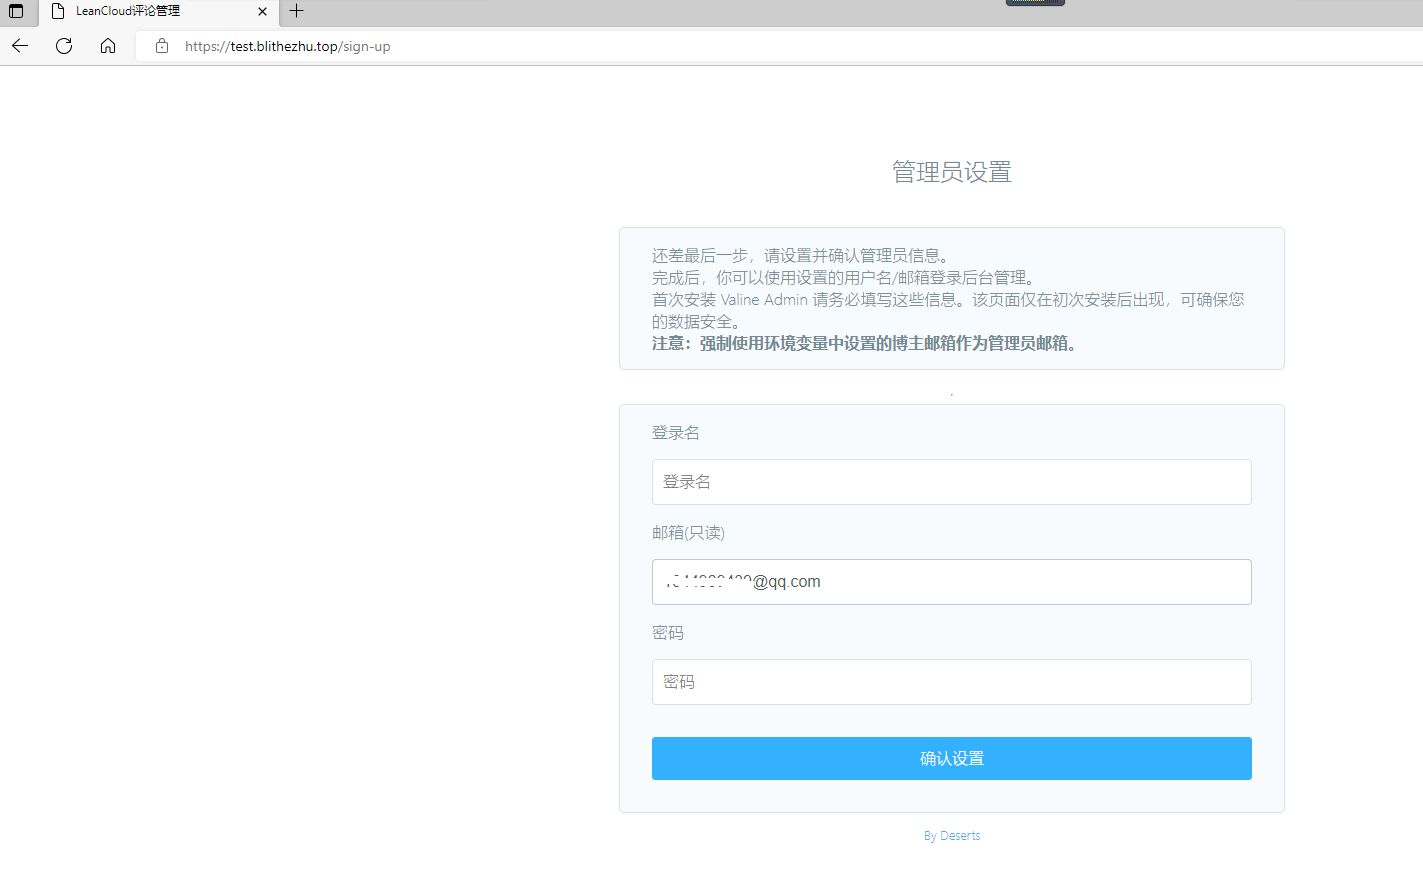 LeanCloud评论管理
https://test.blithezhu.top/sign-up
管理员设置
还差最后一步，请设置并确认管理员信息。
完成后，你可以使用设置的用户名/邮箱登录后台管理。
首次安装 Valine Admin 请务必填写这些信息。该页面仅在初次安装后出现，可确保您
的数据安全。
注意：强制使用环境变量中设置的博主邮箱作为管理员邮箱。
登录名
登录名
邮箱(只读)
@qq.com
密码
密码
确认设置
By Deserts